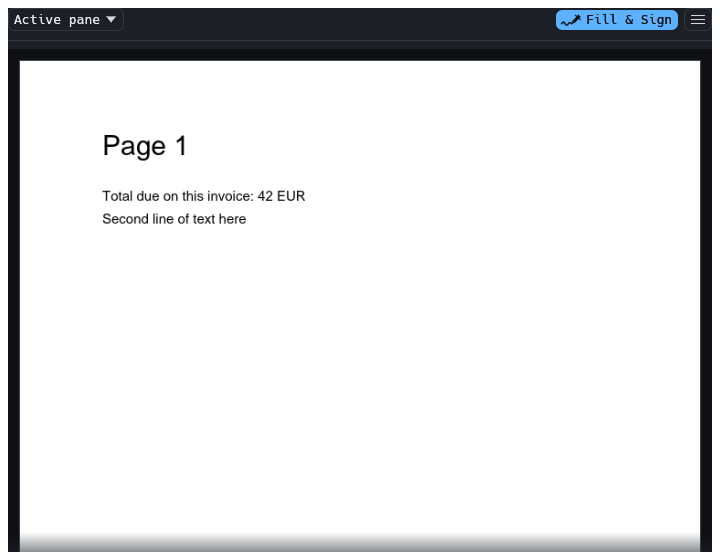 Active pane
Fill & Sign
Page 1
Total due on this invoice: 42 EUR
Second line of text here